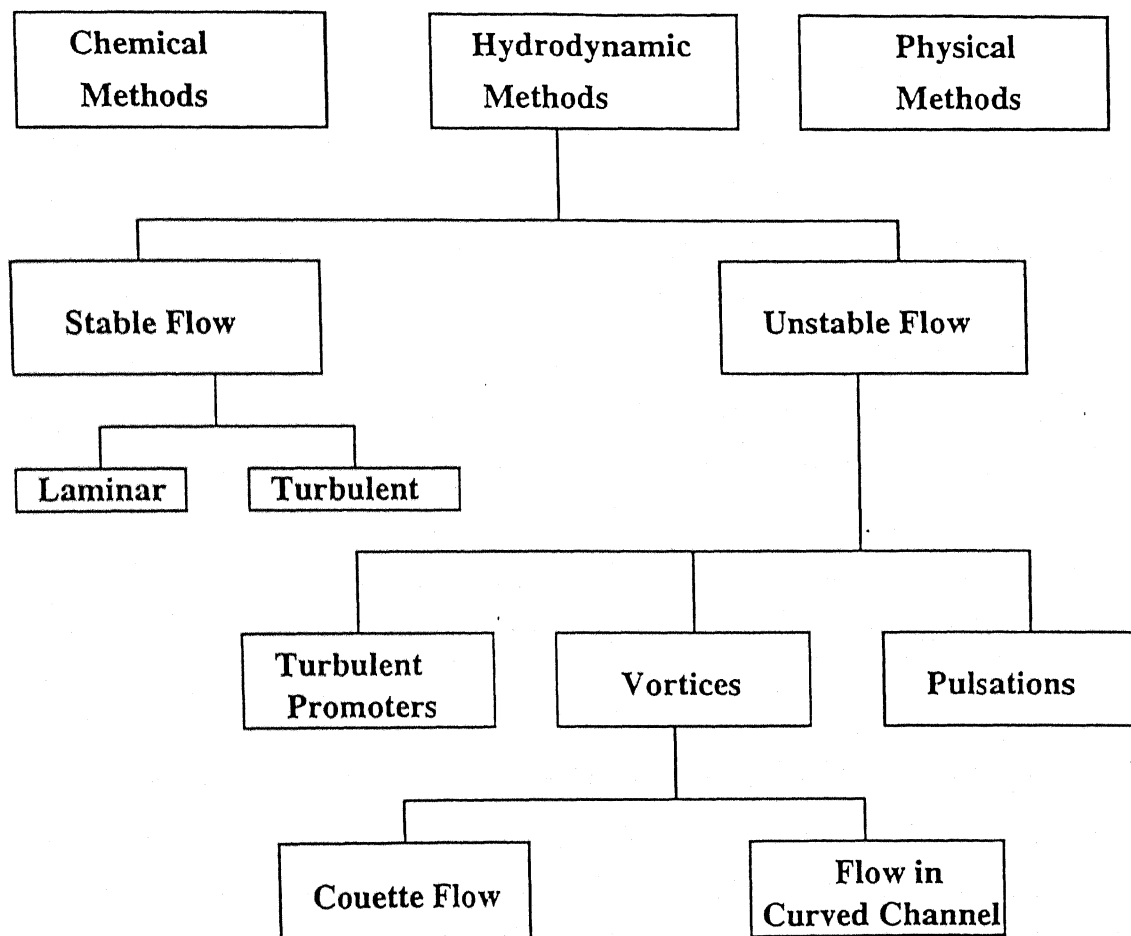 Chemical
Methods
Hydrodynamic
Methods
Physical
Methods
Stable Flow
Unstable Flow
Laminar
Turbulent
Turbulent
Promoters
Vortices
Pulsations
Couette Flow
Flow in
Curved Channel